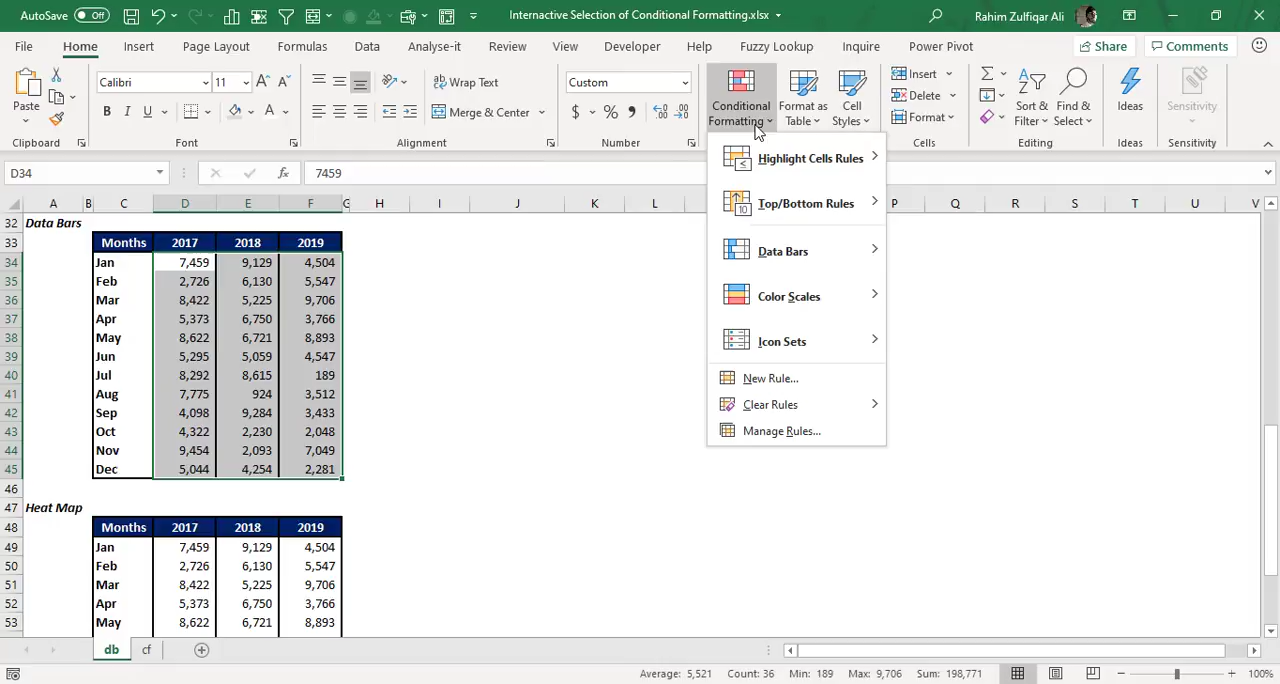 AutoSave Off
Internactive Selection of Conditional Formatting.xlsx
Rahim Zulfiqar Ali
File Home Insert Page Layout Formulas Data Analyse-it Review View Developer Help Fuzzy Lookup Inquire Power Pivot Share Comments
Paste
Calibri 11 A A
B I U A
Wrap Text
Merge & Center
Custom
$ %
Conditional Formatting
Format as Table
Cell Styles
Insert
Delete
Format
Sort & Filter
Find & Select
Ideas
Sensitivity
Clipboard Font Alignment Number Cells Editing Ideas Sensitivity
D34 fx 7459
A B C D E F G H I J K L P Q R S T U V
32 Data Bars
33 Months 2017 2018 2019
34 Jan 7,459 9,129 4,504
35 Feb 2,726 6,130 5,547
36 Mar 8,422 5,225 9,706
37 Apr 5,373 6,750 3,766
38 May 8,622 6,721 8,893
39 Jun 5,295 5,059 4,547
40 Jul 8,292 8,615 189
41 Aug 7,775 924 3,512
42 Sep 4,098 9,284 3,433
43 Oct 4,322 2,230 2,048
44 Nov 9,454 2,093 7,049
45 Dec 5,044 4,254 2,281
46
47 Heat Map
48 Months 2017 2018 2019
49 Jan 7,459 9,129 4,504
50 Feb 2,726 6,130 5,547
51 Mar 8,422 5,225 9,706
52 Apr 5,373 6,750 3,766
53 May 8,622 6,721 8,893
Highlight Cells Rules
Top/Bottom Rules
Data Bars
Color Scales
Icon Sets
New Rule...
Clear Rules
Manage Rules...
db cf
Average: 5,521 Count: 36 Min: 189 Max: 9,706 Sum: 198,771 100%